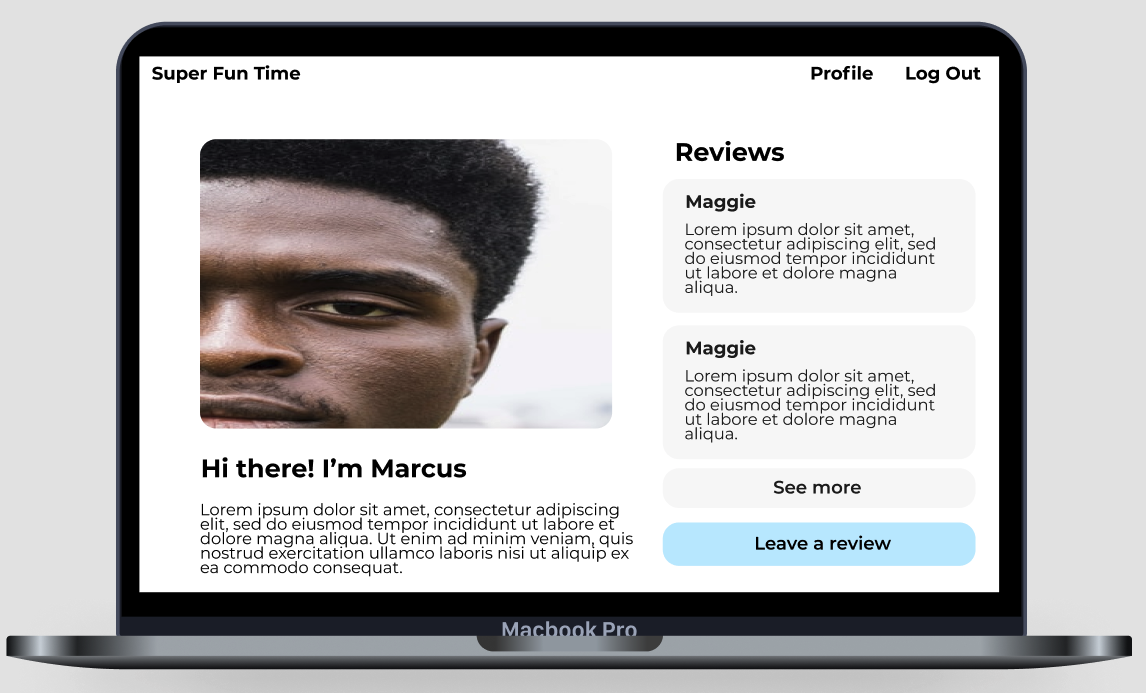 Super Fun Time
Profile
Log Out
Hi there! I’m Marcus
Lorem ipsum dolor sit amet, consectetur adipiscing
elit, sed do eiusmod tempor incididunt ut labore et
dolore magna aliqua. Ut enim ad minim veniam, quis
nostrud exercitation ullamco laboris nisi ut aliquip ex
ea commodo consequat.
Reviews
Maggie
Lorem ipsum dolor sit amet,
consectetur adipiscing elit, sed
do eiusmod tempor incididunt
ut labore et dolore magna
aliqua.
Maggie
Lorem ipsum dolor sit amet,
consectetur adipiscing elit, sed
do eiusmod tempor incididunt
ut labore et dolore magna
aliqua.
See more
Leave a review
Macbook Pro